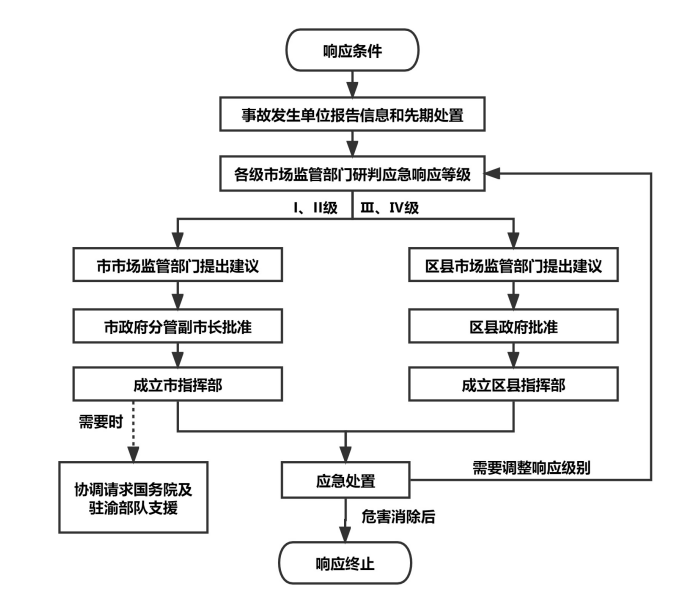 响应条件
事故发生单位报告信息和先期处置
各级市场监管部门研判应急响应等级
I、II级
III、IV级
市市场监管部门提出建议
区县市场监管部门提出建议
市政府分管副市长批准
区县政府批准
成立市指挥部
成立区县指挥部
需要时
协调请求国务院及
驻渝部队支援
应急处置
需要调整响应级别
危害消除后
响应终止